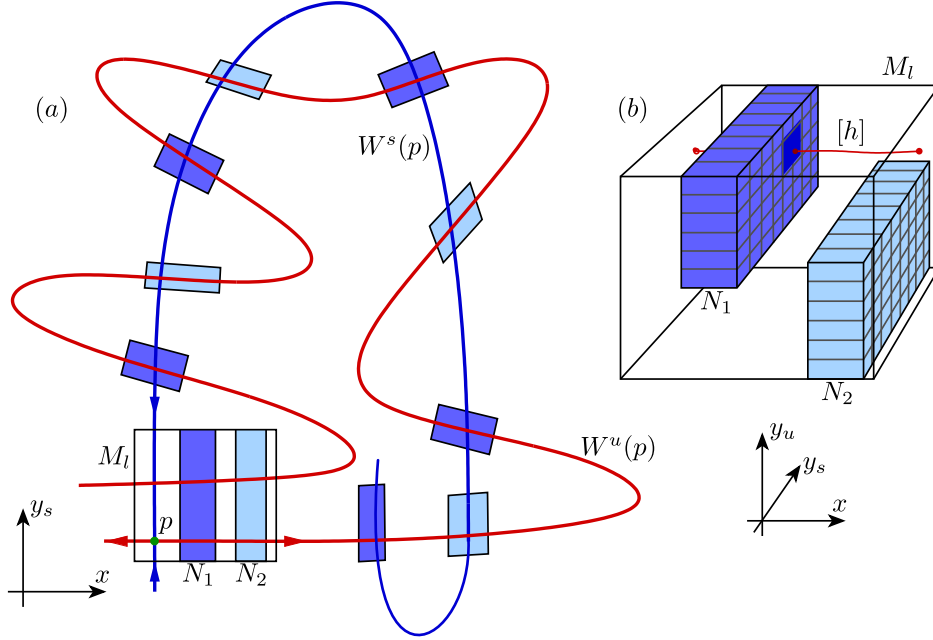 (a)
W^s(p)
M_l
y_s
x
p
N_1
N_2
W^u(p)
(b)
M_l
[h]
N_1
N_2
y_u
y_s
x